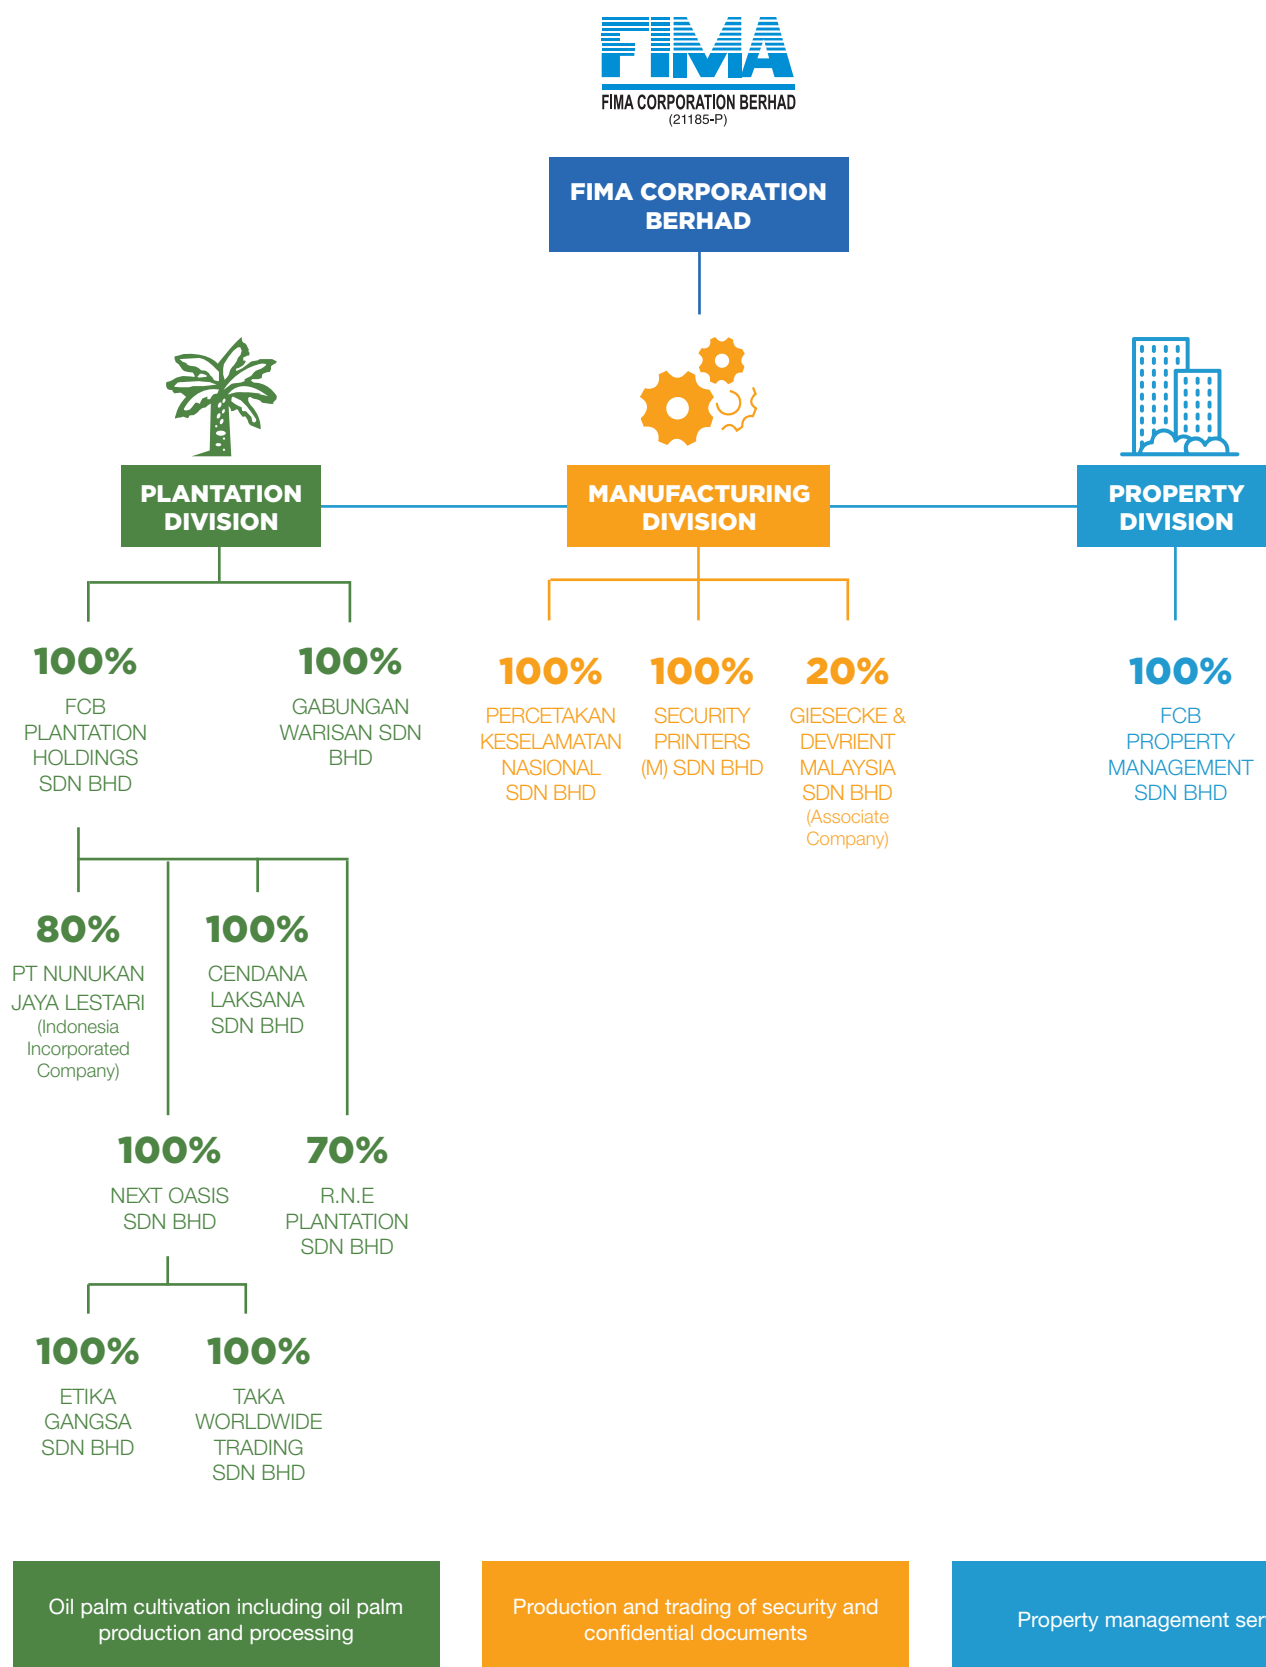 FIMA
FIMA CORPORATION BERHAD
(21185-P)
FIMA CORPORATION
BERHAD
PLANTATION
DIVISION
MANUFACTURING
DIVISION
PROPERTY
DIVISION
100%
FCB
PLANTATION
HOLDINGS
SDN BHD
100%
GABUNGAN
WARISAN SDN
BHD
100%
PERCETAKAN
KESELAMATAN
NASIONAL
SDN BHD
100%
SECURITY
PRINTERS
(M) SDN BHD
20%
GIESECKE &
DEVRIENT
MALAYSIA
SDN BHD
(Associate
Company)
100%
FCB
PROPERTY
MANAGEMENT
SDN BHD
80%
PT NUNUKAN
JAYA LESTARI
(Indonesia
Incorporated
Company)
100%
CENDANA
LAKSANA
SDN BHD
100%
NEXT OASIS
SDN BHD
70%
R.N.E
PLANTATION
SDN BHD
100%
ETIKA
GANGSA
SDN BHD
100%
TAKA
WORLDWIDE
TRADING
SDN BHD
Oil palm cultivation including oil palm
production and processing
Production and trading of security and
confidential documents
Property management